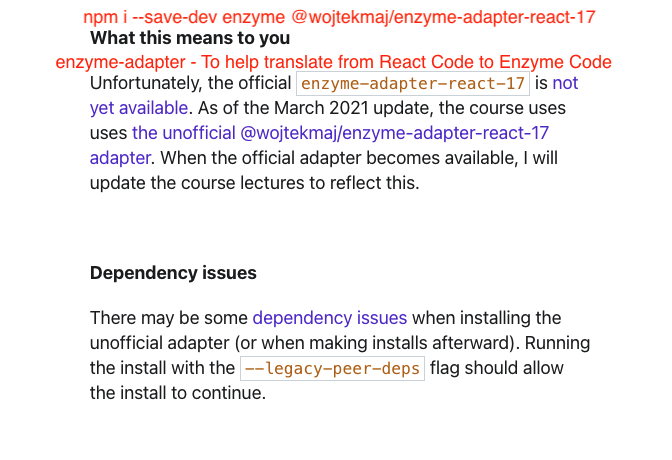 npm i --save-dev enzyme @wojtekmaj/enzyme-adapter-react-17
What this means to you
enzyme-adapter - To help translate from React Code to Enzyme Code
Unfortunately, the official enzyme-adapter-react-17 is not
yet available. As of the March 2021 update, the course uses
uses the unofficial @wojtekmaj/enzyme-adapter-react-17
adapter. When the official adapter becomes available, I will
update the course lectures to reflect this.
Dependency issues
There may be some dependency issues when installing the
unofficial adapter (or when making installs afterward). Running
the install with the --legacy-peer-deps flag should allow
the install to continue.